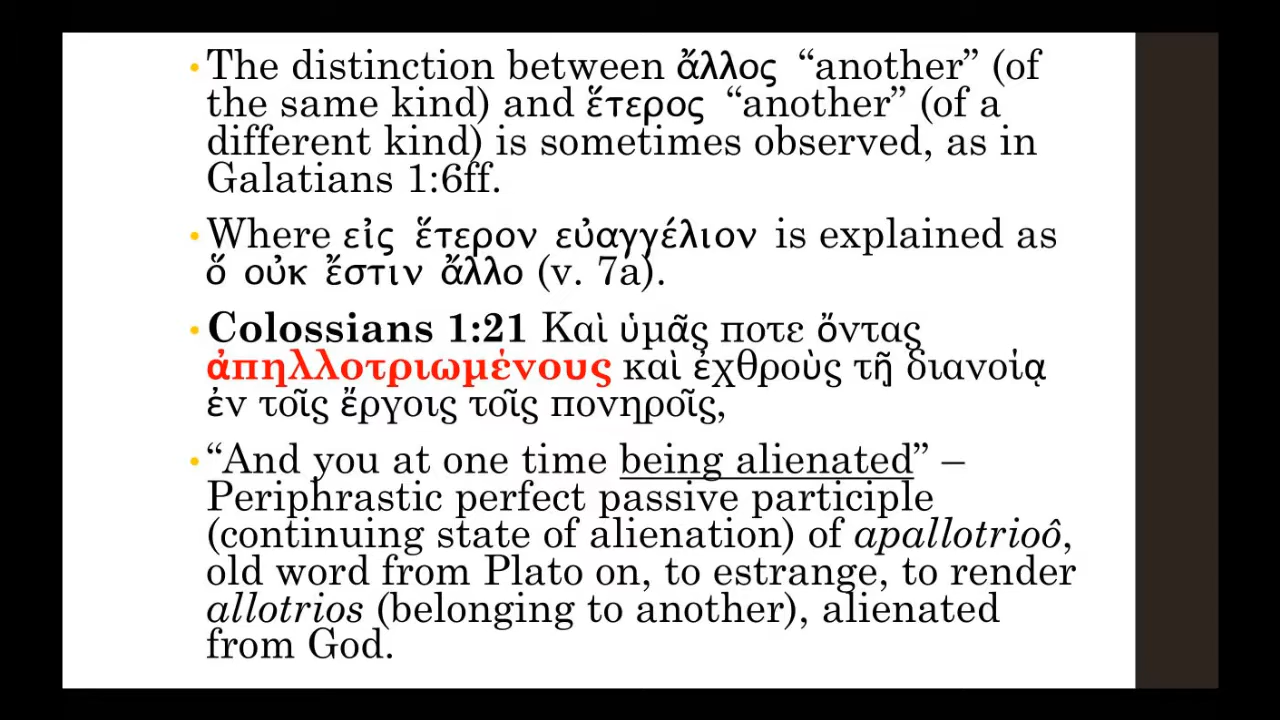 • The distinction between ἄλλος “another” (of
the same kind) and ἕτερος “another” (of a
different kind) is sometimes observed, as in
Galatians 1:6ff.
• Where εἰς ἕτερον εὐαγγέλιον is explained as
ὅ οὐκ ἔστιν ἄλλο (v. 7a).
• Colossians 1:21 Καὶ ὑμᾶς ποτε ὄντας
ἀπηλλοτριωμένους καὶ ἐχθροὺς τῇ διανοίᾳ
ἐν τοῖς ἔργοις τοῖς πονηροῖς,
• “And you at one time being alienated” –
Periphrastic perfect passive participle
(continuing state of alienation) of apallotrioô,
old word from Plato on, to estrange, to render
allotrios (belonging to another), alienated
from God.